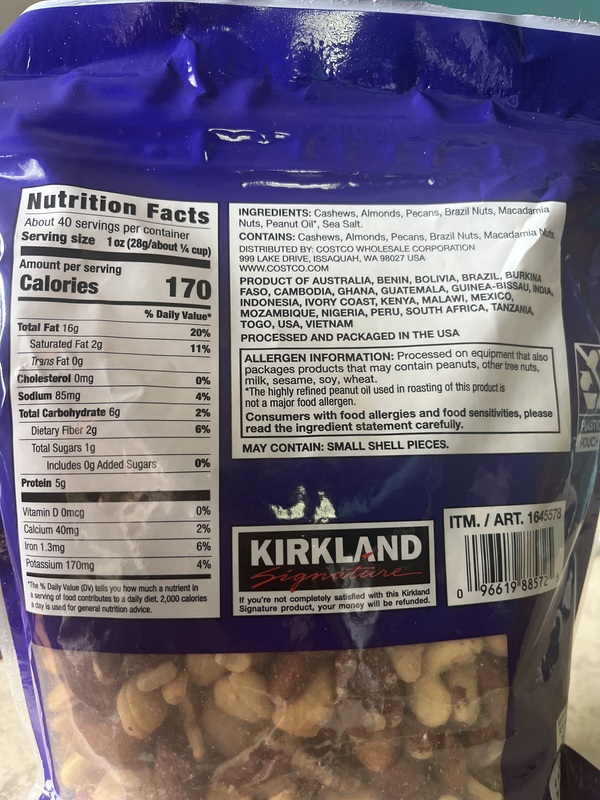 Nutrition Facts
About 40 servings per container
Serving size 1 oz (28g/about ¼ cup)
Amount per serving
Calories 170
% Daily Value*
Total Fat 16g 20%
Saturated Fat 2g 11%
Trans Fat 0g
Cholesterol 0mg 0%
Sodium 85mg 4%
Total Carbohydrate 6g 2%
Dietary Fiber 2g 6%
Total Sugars 1g
Includes 0g Added Sugars 0%
Protein 5g
Vitamin D 0mcg 0%
Calcium 40mg 2%
Iron 1.3mg 6%
Potassium 170mg 4%
*The % Daily Value (DV) tells you how much a nutrient in
a serving of food contributes to a daily diet. 2,000 calories
a day is used for general nutrition advice.
INGREDIENTS: Cashews, Almonds, Pecans, Brazil Nuts, Macadamia
Nuts, Peanut Oil*, Sea Salt.
CONTAINS: Cashews, Almonds, Pecans, Brazil Nuts, Macadamia Nuts.
DISTRIBUTED BY: COSTCO WHOLESALE CORPORATION
999 LAKE DRIVE, ISSAQUAH, WA 98027 USA
WWW.COSTCO.COM
PRODUCT OF AUSTRALIA, BENIN, BOLIVIA, BRAZIL, BURKINA
FASO, CAMBODIA, GHANA, GUATEMALA, GUINEA-BISSAU, INDIA,
INDONESIA, IVORY COAST, KENYA, MALAWI, MEXICO,
MOZAMBIQUE, NIGERIA, PERU, SOUTH AFRICA, TANZANIA,
TOGO, USA, VIETNAM
PROCESSED AND PACKAGED IN THE USA
ALLERGEN INFORMATION: Processed on equipment that also
packages products that may contain peanuts, other tree nuts,
milk, sesame, soy, wheat.
*The highly refined peanut oil used in roasting of this product is
not a major food allergen.
Consumers with food allergies and food sensitivities, please
read the ingredient statement carefully.
MAY CONTAIN: SMALL SHELL PIECES.
KIRKLAND
Signature
If you're not completely satisfied with this Kirkland
Signature product, your money will be refunded.
ITM. / ART. 1645578
0 96619 88572
POUCH